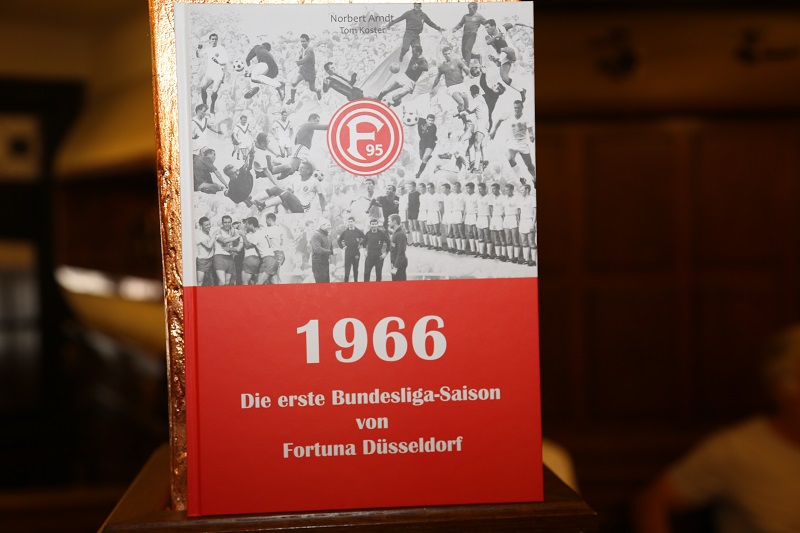 Norbert Arndt
Tom Koster
F 95
1966
Die erste Bundesliga-Saison
von
Fortuna Düsseldorf